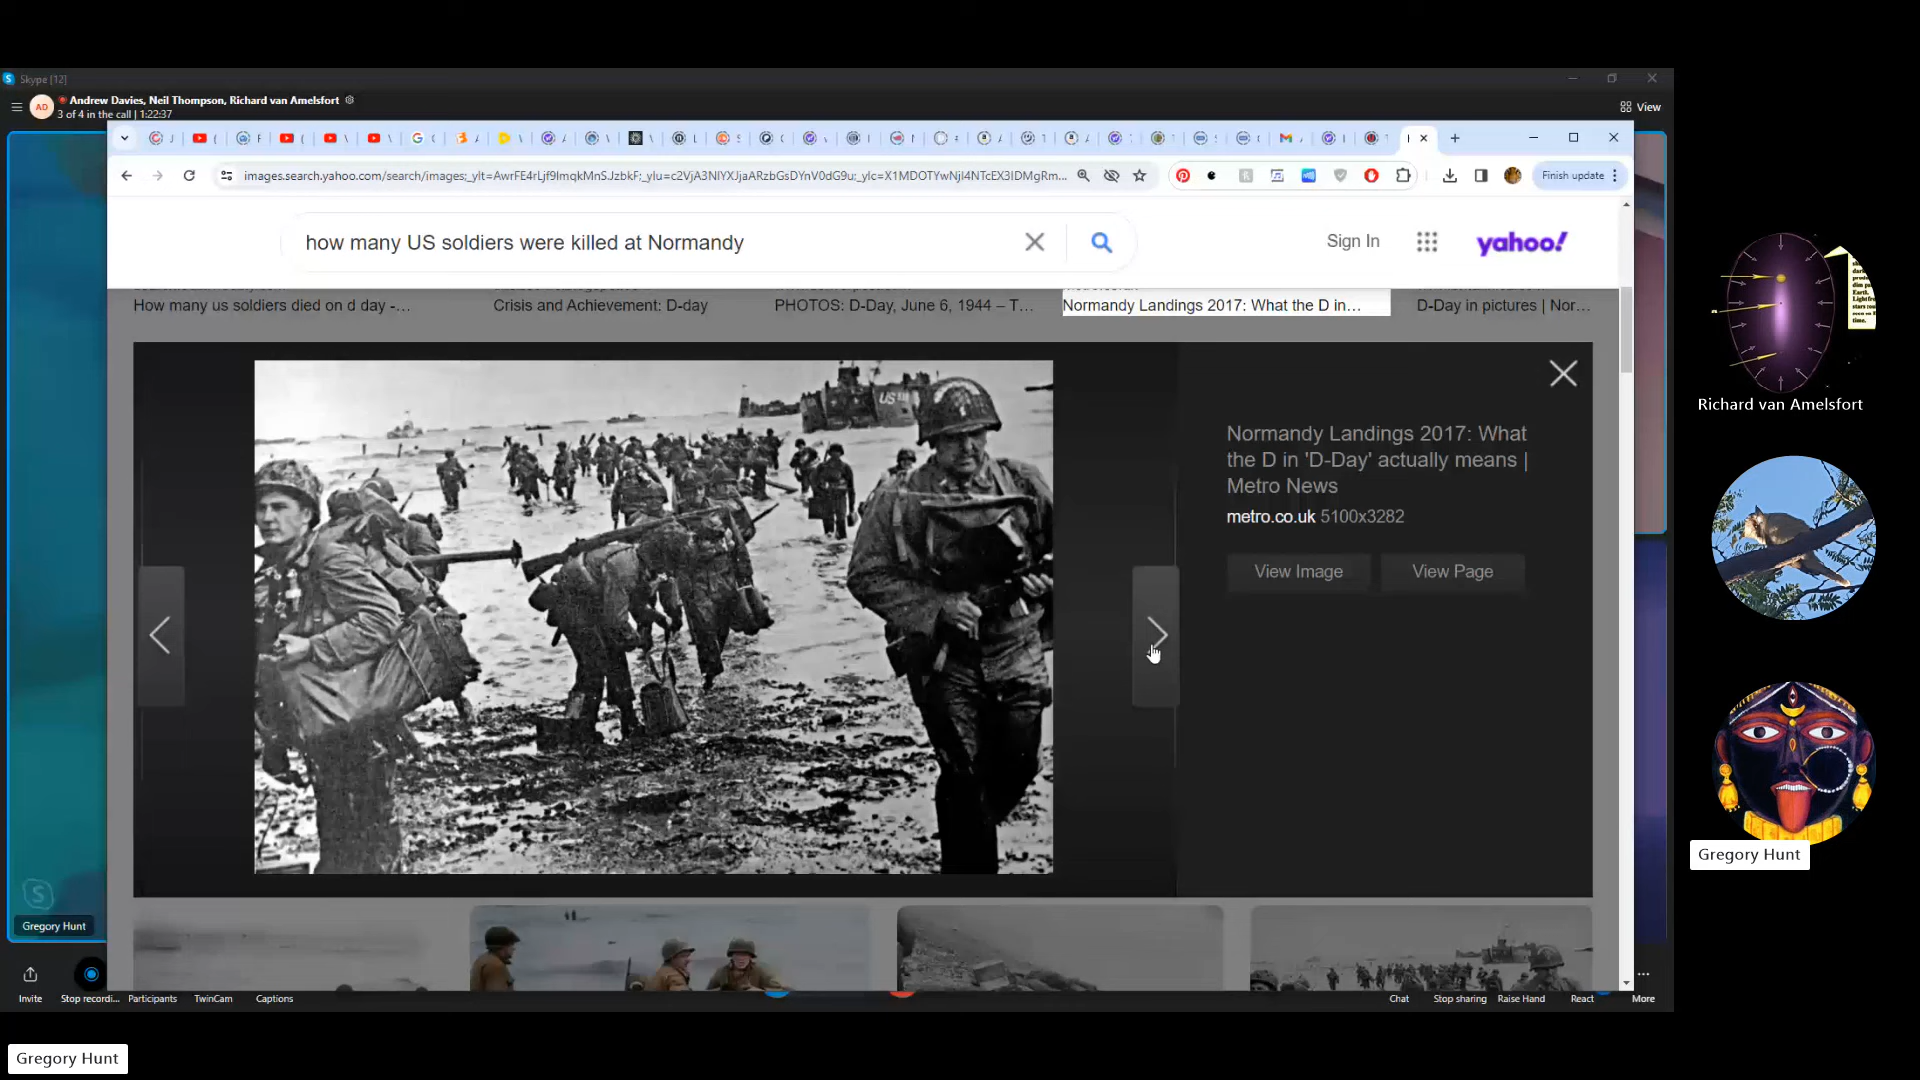 Skype [12]
AD
Andrew Davies, Neil Thompson, Richard van Amelsfort
3 of 4 in the call | 1:22:37
View
images.search.yahoo.com/search/images;_ylt=AwrFE4rLjf9lmqkMnSJzbkF;_ylu=c2VjA3NlYXJjaARzbGsDYnV0dG9u;_ylc=X1MDOTYwNjI4NTcEX3IDMgRm...
Finish update
how many US soldiers were killed at Normandy
Sign In
yahoo!
How many us soldiers died on d day -...
Crisis and Achievement: D-day
PHOTOS: D-Day, June 6, 1944 – T...
Normandy Landings 2017: What the D in...
D-Day in pictures | Nor...
US
Normandy Landings 2017: What
the D in 'D-Day' actually means |
Metro News
metro.co.uk 5100x3282
View Image
View Page
Richard van Amelsfort
Gregory Hunt
Gregory Hunt
Invite
Stop recordi...
Participants
TwinCam
Captions
Chat
Stop sharing
Raise Hand
React
More
Gregory Hunt